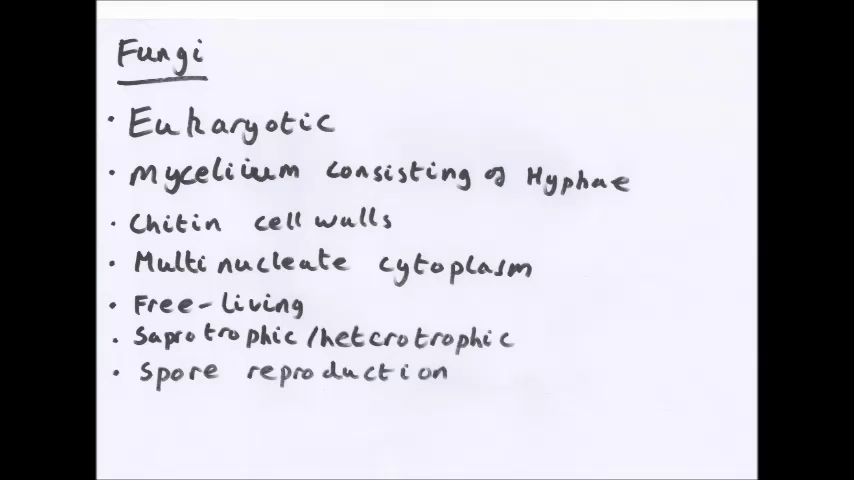 Fungi
· Eukaryotic
· Mycelium consisting of Hyphae
· Chitin cell walls
· Multinucleate cytoplasm
· Free-living
· Saprotrophic/heterotrophic
· Spore reproduction